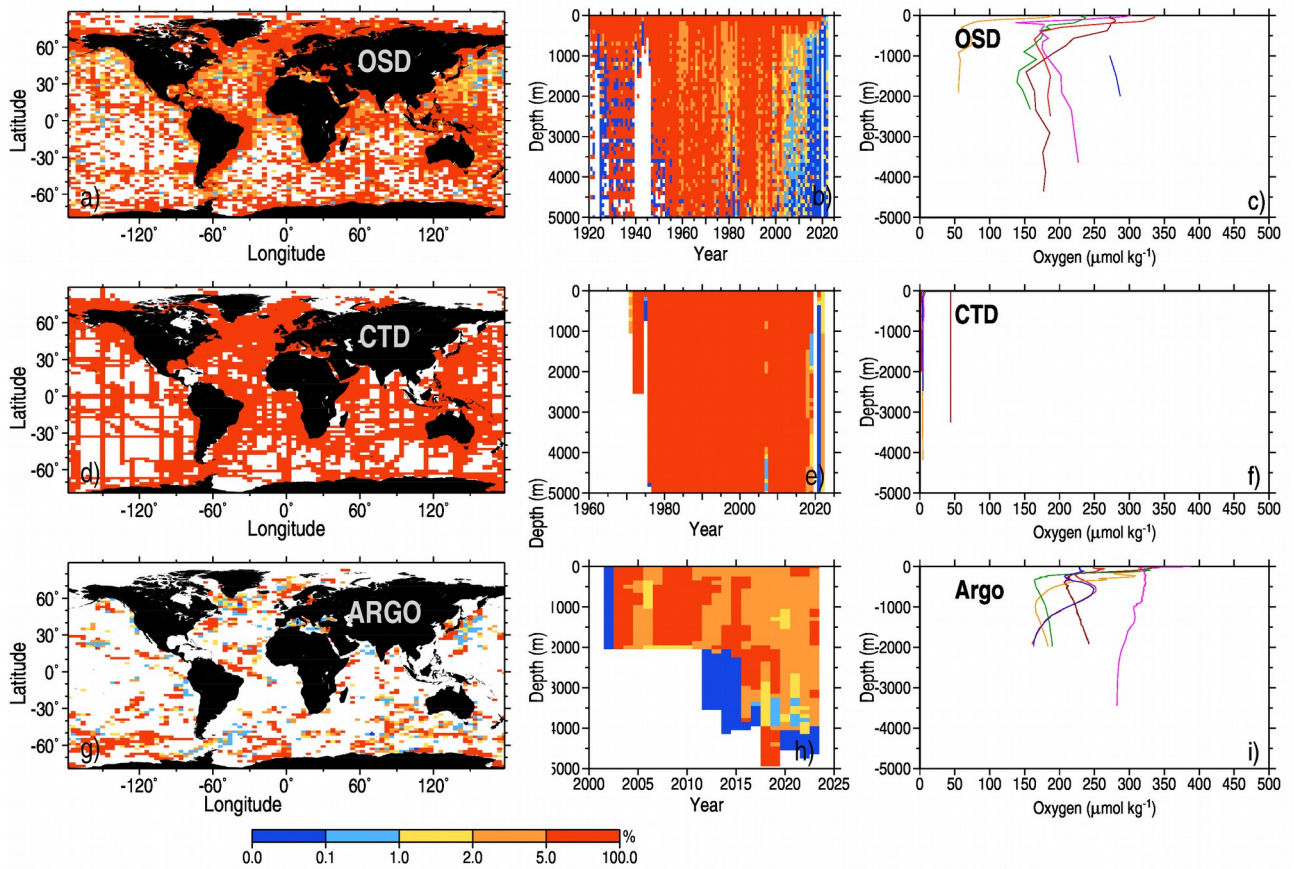 60˚
30˚
0˚
-30˚
-60˚
Latitude
OSD
a)
-120˚ -60˚ 0˚ 60˚ 120˚
Longitude
0
1000
2000
3000
4000
5000
Depth (m)
b)
1920 1940 1960 1980 2000 2020
Year
0
-1000
-2000
-3000
-4000
-5000
Depth (m)
OSD
c)
0 50 100 150 200 250 300 350 400 450 500
Oxygen (µmol kg⁻¹)
60˚
30˚
0˚
-30˚
-60˚
Latitude
CTD
d)
-120˚ -60˚ 0˚ 60˚ 120˚
Longitude
0
1000
2000
3000
4000
5000
Depth (m)
e)
1960 1980 2000 2020
Year
0
-1000
-2000
-3000
-4000
-5000
Depth (m)
CTD
f)
0 50 100 150 200 250 300 350 400 450 500
Oxygen (µmol kg⁻¹)
60˚
30˚
0˚
-30˚
-60˚
Latitude
ARGO
g)
-120˚ -60˚ 0˚ 60˚ 120˚
Longitude
0
1000
2000
3000
4000
5000
Depth (m)
Depth (m)
h)
2000 2005 2010 2015 2020 2025
Year
0
-1000
-2000
-3000
-4000
-5000
Depth (m)
Argo
i)
0 50 100 150 200 250 300 350 400 450 500
Oxygen (µmol kg⁻¹)
%
0.0 0.1 1.0 2.0 5.0 100.0